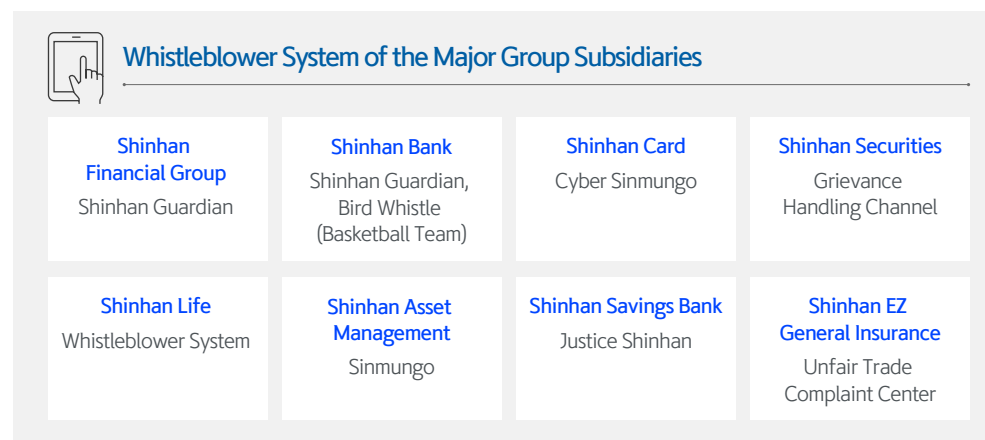 Whistleblower System of the Major Group Subsidiaries
Shinhan
Financial Group
Shinhan Guardian
Shinhan Bank
Shinhan Guardian,
Bird Whistle
(Basketball Team)
Shinhan Card
Cyber Sinmungo
Shinhan Securities
Grievance
Handling Channel
Shinhan Life
Whistleblower System
Shinhan Asset
Management
Sinmungo
Shinhan Savings Bank
Justice Shinhan
Shinhan EZ
General Insurance
Unfair Trade
Complaint Center